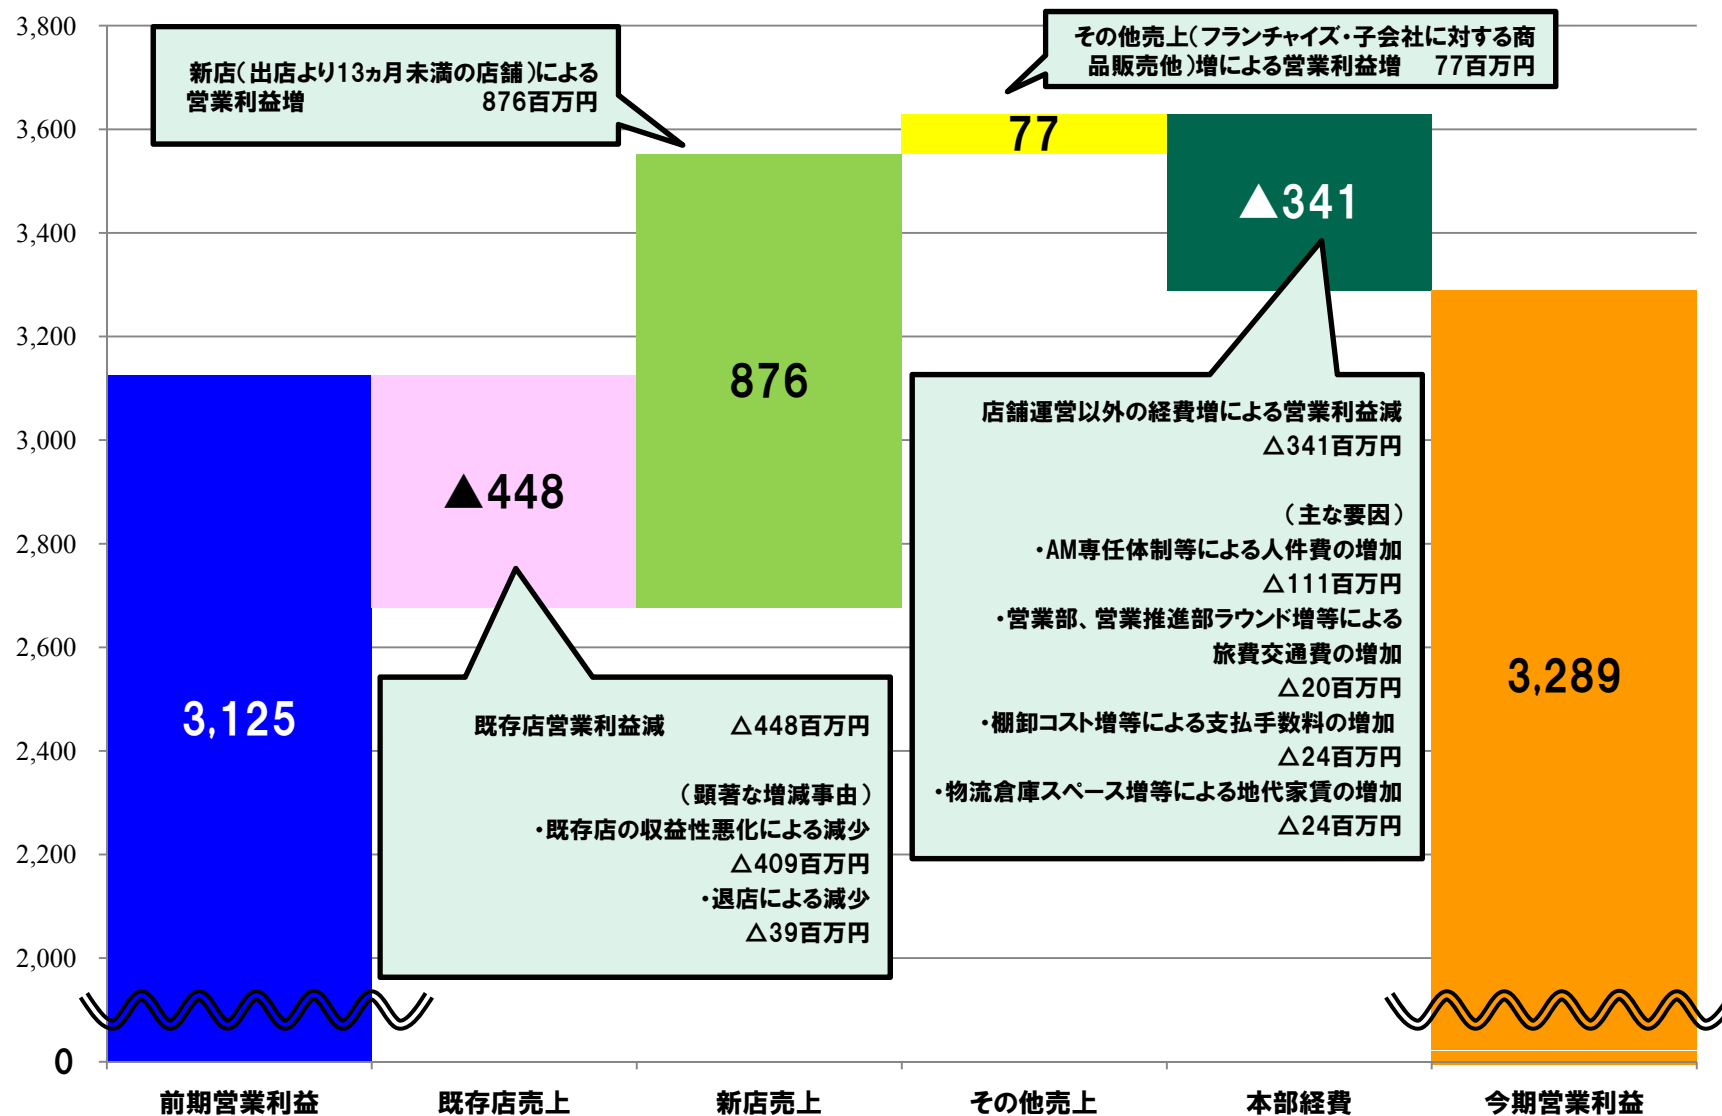 3,800
3,600
3,400
3,200
3,000
2,800
2,600
2,400
2,200
2,000
0
新店(出店より13ヵ月未満の店舗)による
営業利益増 876百万円
その他売上(フランチャイズ・子会社に対する商
品販売他)増による営業利益増 77百万円
3,125
▲448
876
77
▲341
3,289
既存店営業利益減 △448百万円
(顕著な増減事由)
・既存店の収益性悪化による減少
△409百万円
・退店による減少
△39百万円
店舗運営以外の経費増による営業利益減
△341百万円
(主な要因)
・AM専任体制等による人件費の増加
△111百万円
・営業部、営業推進部ラウンド増等による
旅費交通費の増加
△20百万円
・棚卸コスト増等による支払手数料の増加
△24百万円
・物流倉庫スペース増等による地代家賃の増加
△24百万円
前期営業利益
既存店売上
新店売上
その他売上
本部経費
今期営業利益